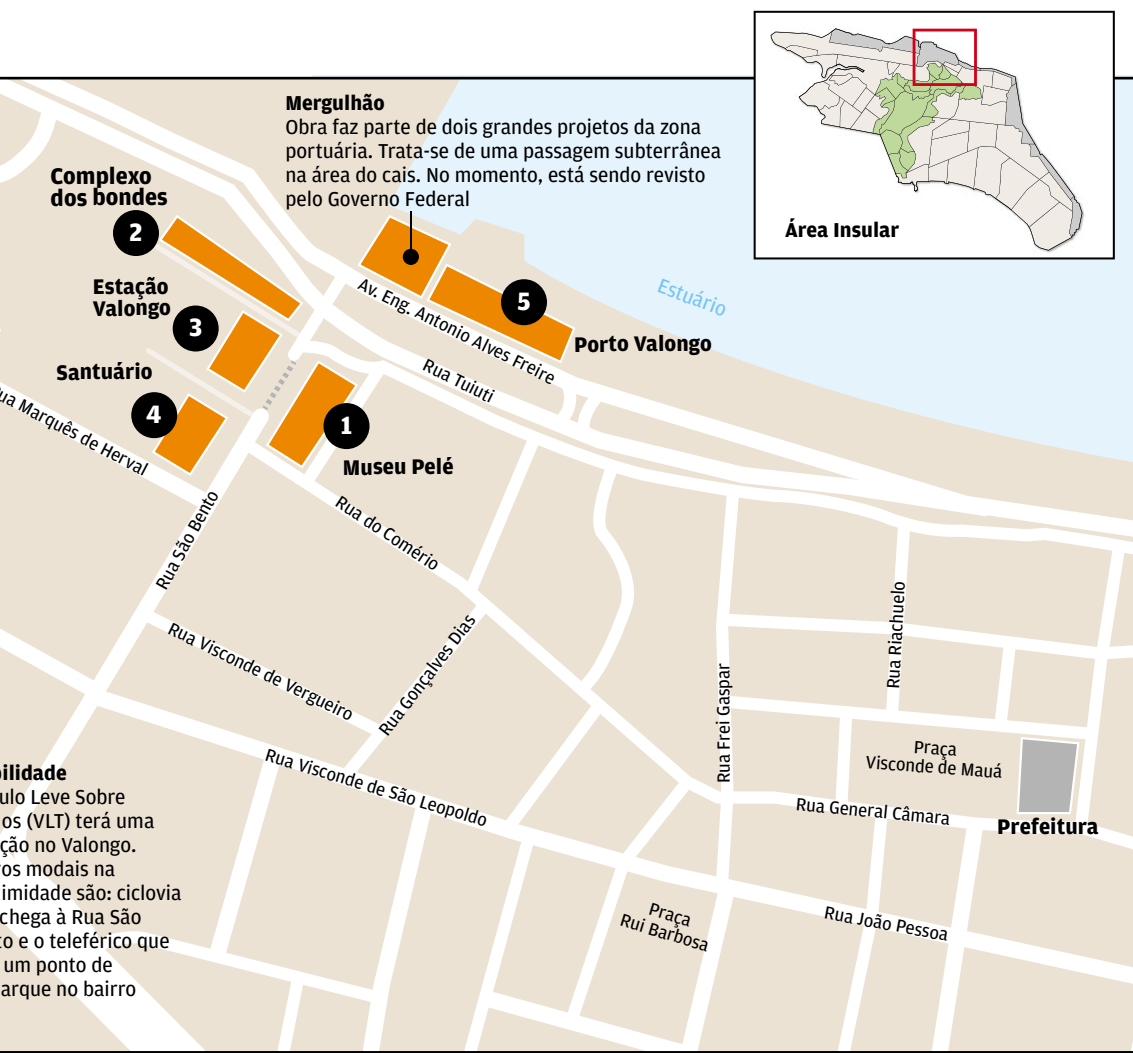 Mergulhão
Obra faz parte de dois grandes projetos da zona
portuária. Trata-se de uma passagem subterrânea
na área do cais. No momento, está sendo revisto
pelo Governo Federal
Área Insular
Complexo
dos bondes
2
Estação
Valongo
3
Santuário
4
1
Museu Pelé
5
Porto Valongo
Estuário
Av. Eng. Antonio Alves Freire
Rua Tuiuti
ua Marquês de Herval
Rua São Bento
Rua do Comério
Rua Visconde de Vergueiro
Rua Gonçalves Dias
Rua Visconde de São Leopoldo
Rua Frei Gaspar
Rua Riachuelo
Praça
Visconde de Mauá
Rua General Câmara
Prefeitura
Praça
Rui Barbosa
Rua João Pessoa
bilidade
ulo Leve Sobre
os (VLT) terá uma
ção no Valongo.
ros modais na
imidade são: ciclovia
chega à Rua São
to e o teleférico que
um ponto de
arque no bairro